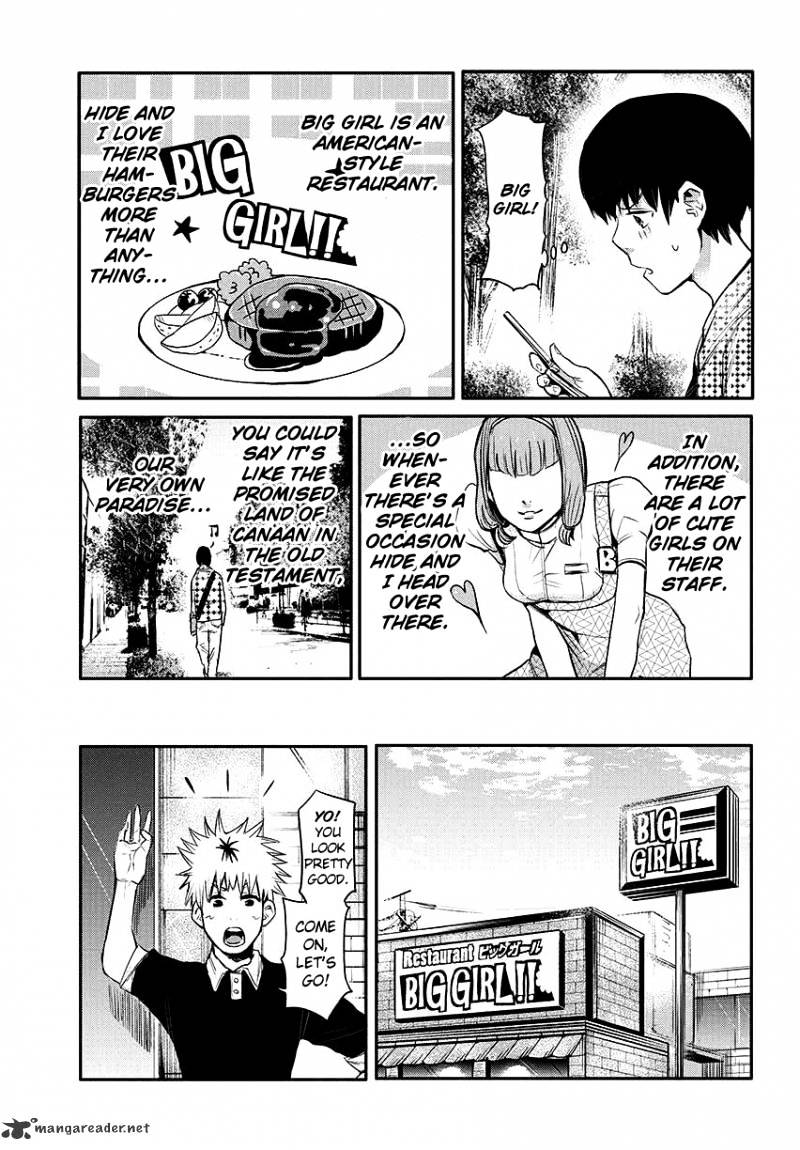 BIG
GIRL!
BIG GIRL IS AN
AMERICAN-
STYLE
RESTAURANT.
HIDE AND
I LOVE
THEIR
HAM-
BURGERS
MORE
THAN
ANY-
THING...
BIG
GIRL!!
IN
ADDITION,
THERE
ARE A LOT
OF CUTE
GIRLS ON
THEIR
STAFF.
...SO
WHEN-
EVER
THERE'S A
SPECIAL
OCCASION
HIDE AND
I HEAD
OVER
THERE.
B
YOU COULD
SAY IT'S
LIKE THE
PROMISED
LAND OF
CANAAN IN
THE OLD
TESTAMENT,
OUR
VERY OWN
PARADISE...
BIG
GIRL!!
Restaurant ビッグガール
BIG GIRL!!
YO!
YOU
LOOK
PRETTY
GOOD.
COME
ON,
LET'S
GO!
mangareader.net